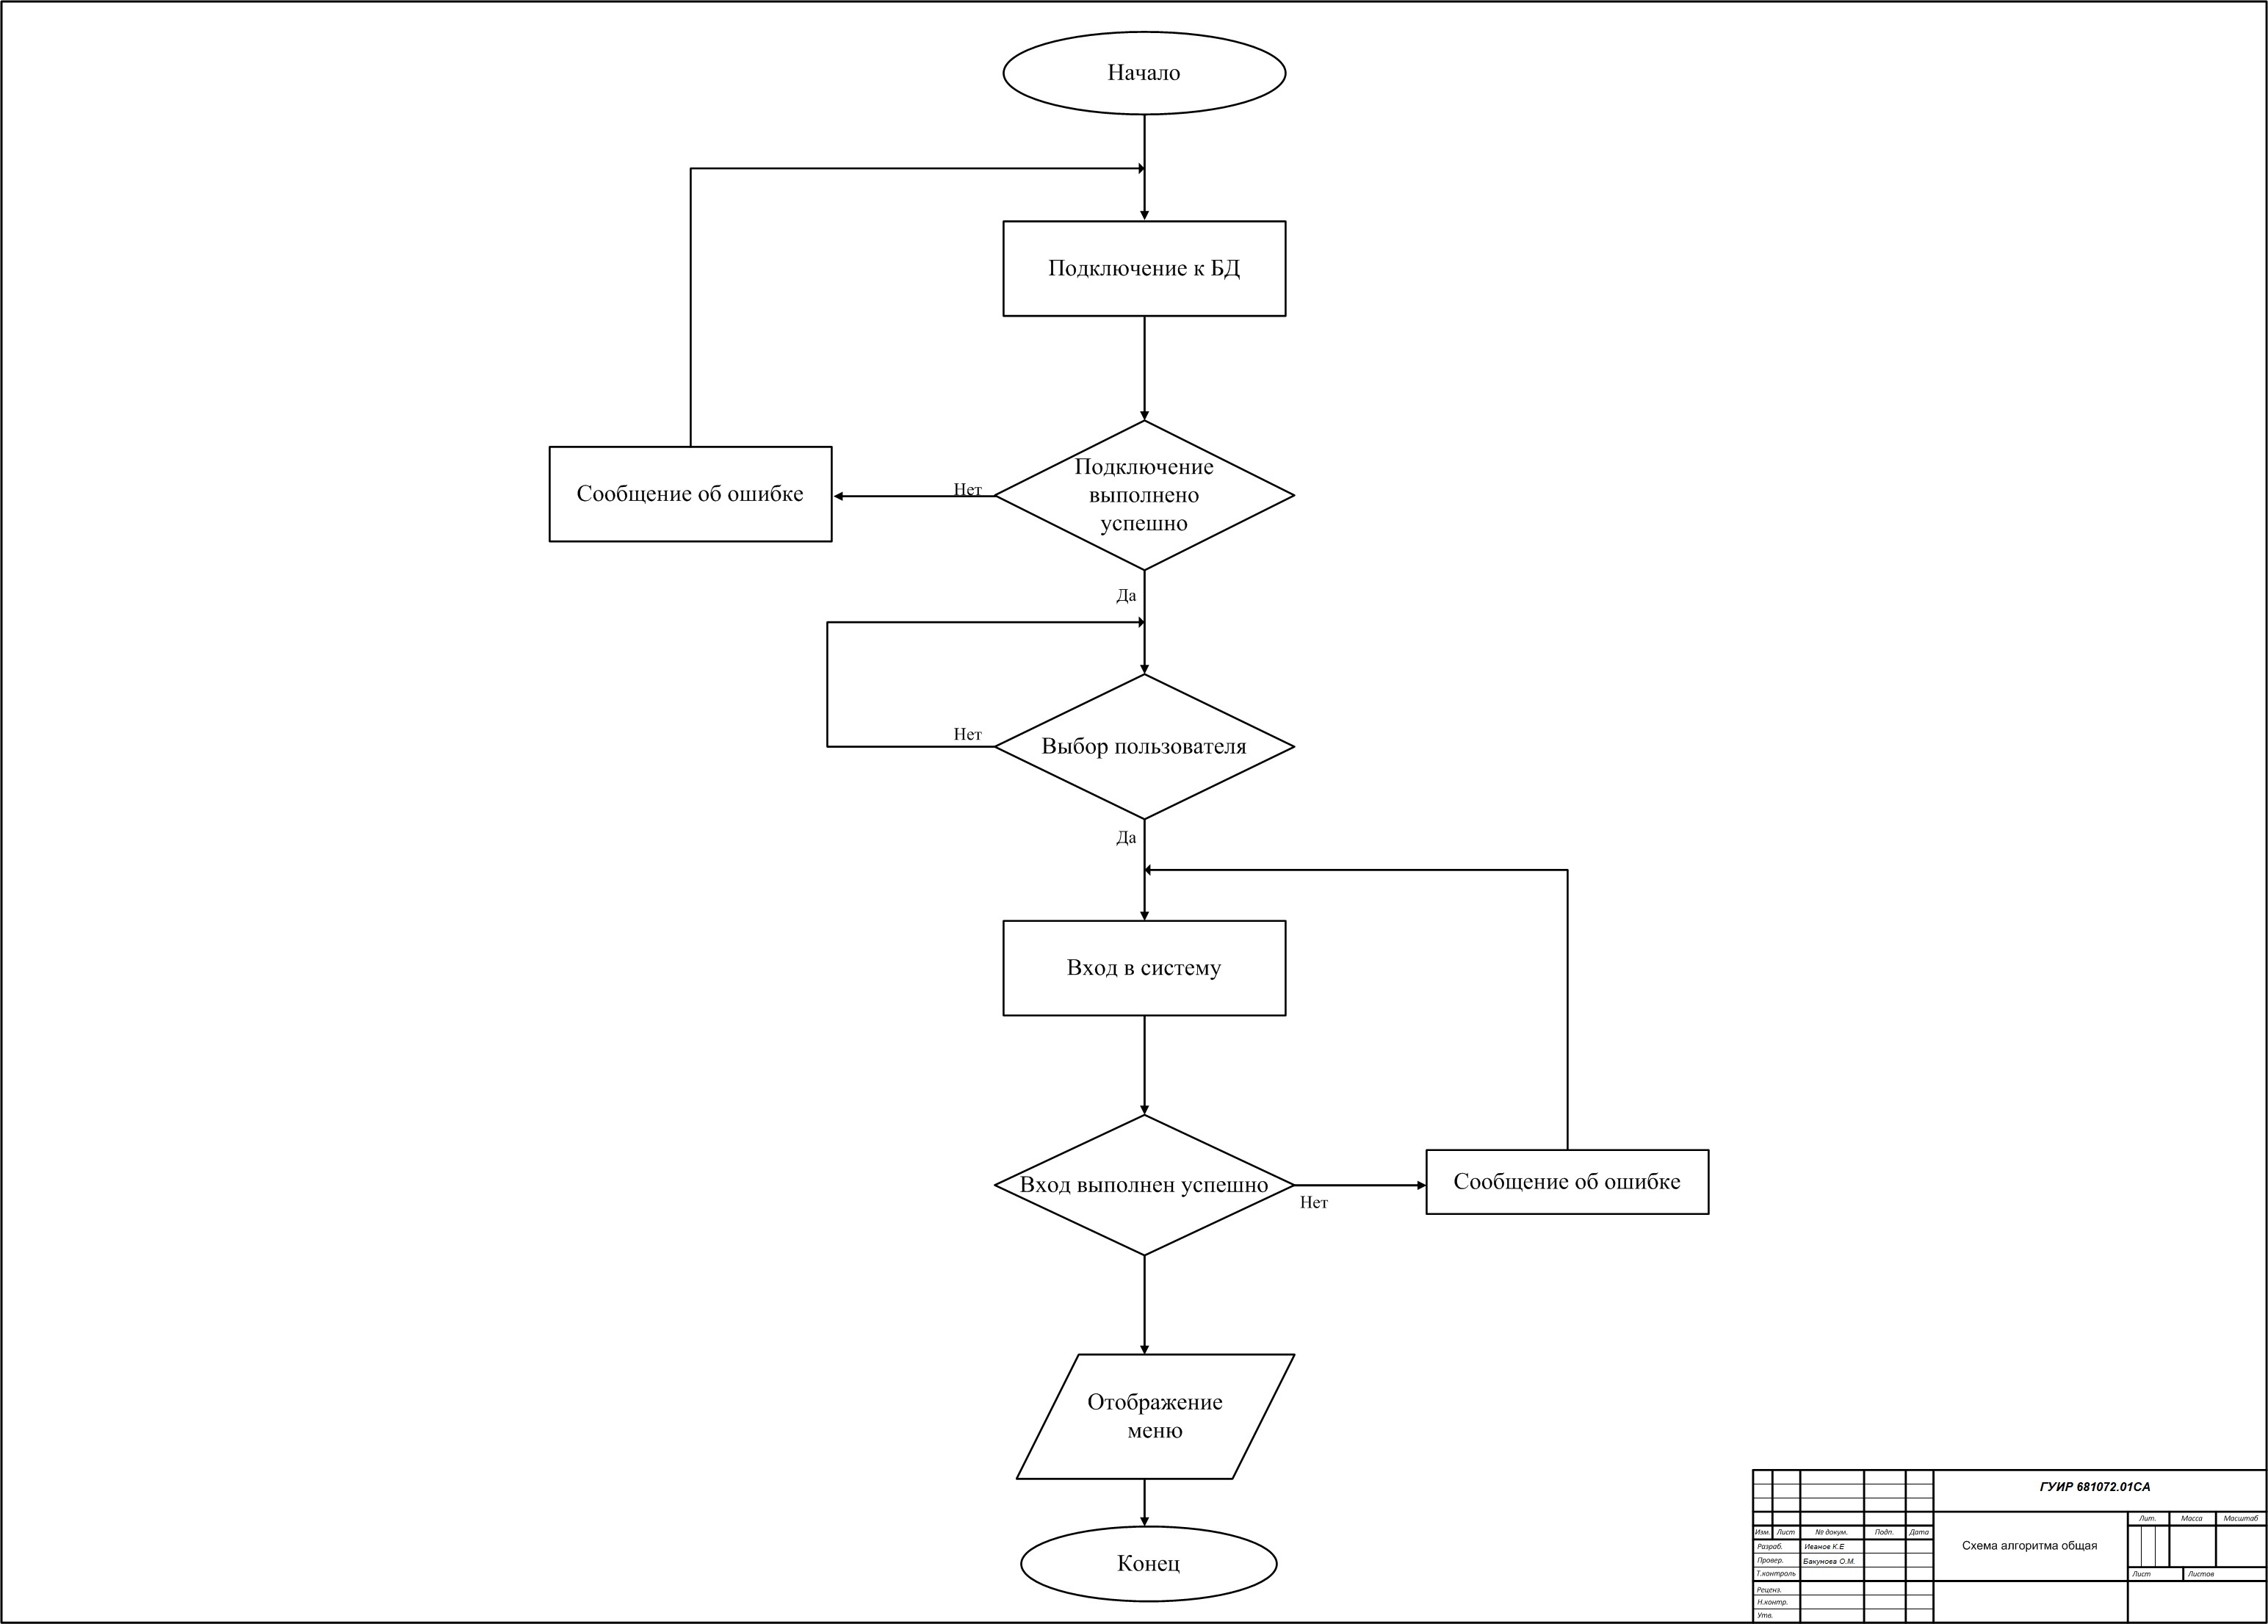 Начало
Подключение к БД
Подключение
выполнено
успешно
Нет
Сообщение об ошибке
Да
Нет
Выбор пользователя
Да
Вход в систему
Вход выполнен успешно
Нет
Сообщение об ошибке
Отображение
меню
Конец
ГУИР 681072.01СА
Лит. Масса Масштаб
Изм. Лист № докум. Подп. Дата
Разраб. Иванов К.Е
Схема алгоритма общая
Провер. Бакунова О.М.
Т.контроль
Лист Листов
Реценз.
Н.контр.
Утв.